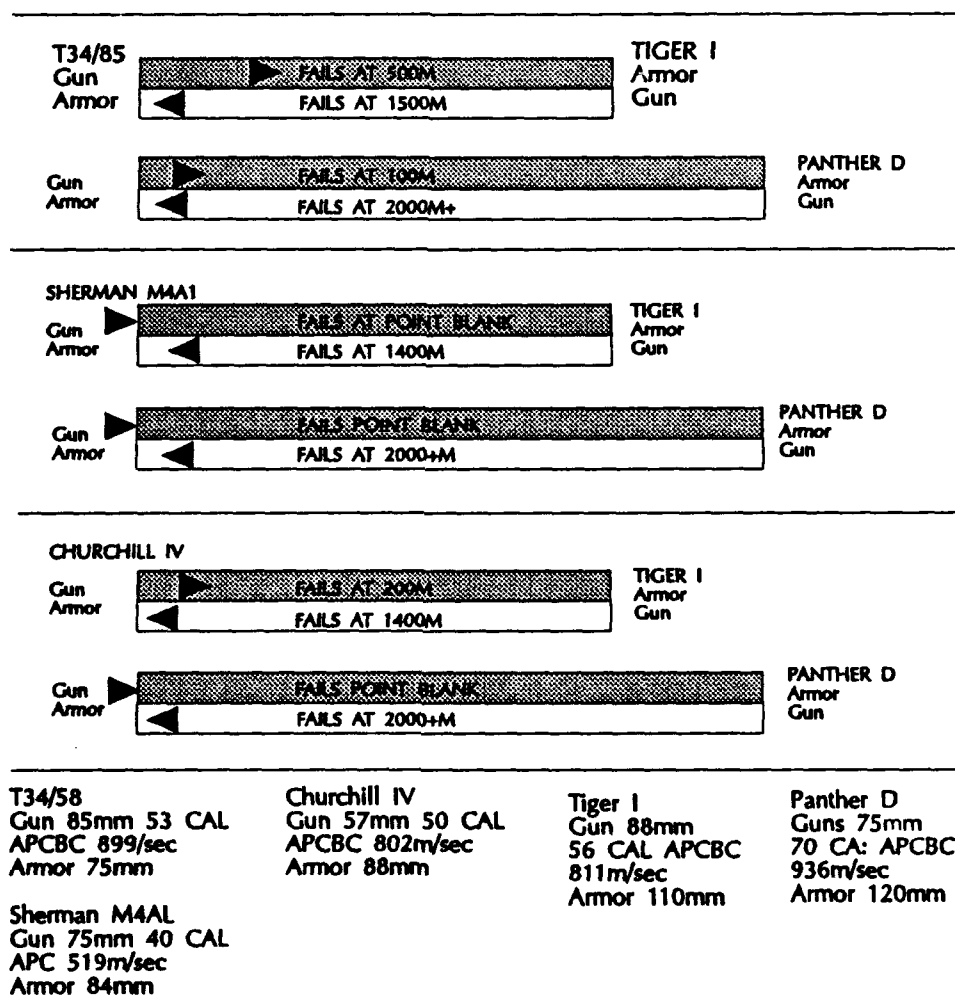 T34/85
Gun
Armor
FAILS AT 500M
FAILS AT 1500M
TIGER I
Armor
Gun
Gun
Armor
FAILS AT 100M
FAILS AT 2000M+
PANTHER D
Armor
Gun
SHERMAN M4A1
Gun
Armor
FAILS AT POINT BLANK
FAILS AT 1400M
TIGER I
Armor
Gun
Gun
Armor
FAILS POINT BLANK
FAILS AT 2000+M
PANTHER D
Armor
Gun
CHURCHILL IV
Gun
Armor
FAILS AT 200M
FAILS AT 1400M
TIGER I
Armor
Gun
Gun
Armor
FAILS POINT BLANK
FAILS AT 2000+M
PANTHER D
Armor
Gun
T34/58
Gun 85mm 53 CAL
APCBC 899/sec
Armor 75mm
Sherman M4AL
Gun 75mm 40 CAL
APC 519m/sec
Armor 84mm
Churchill IV
Gun 57mm 50 CAL
APCBC 802m/sec
Armor 88mm
Tiger I
Gun 88mm
56 CAL APCBC
811m/sec
Armor 110mm
Panther D
Guns 75mm
70 CA: APCBC
936m/sec
Armor 120mm